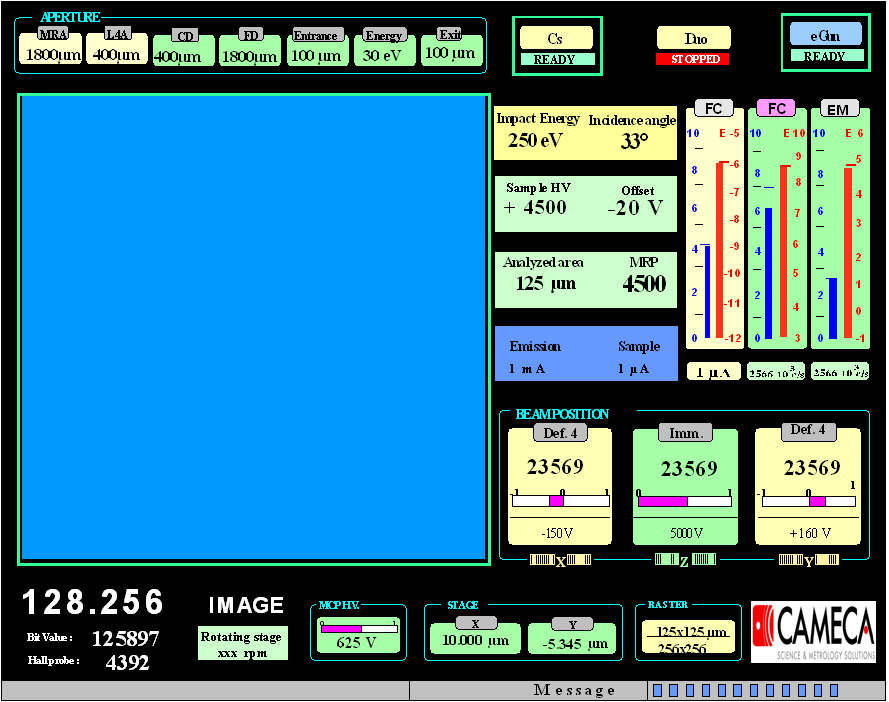 APERTURE
MRA L4A CD FD Entrance Energy Exit
1800µm 400µm 400µm 1800µm 100 µm 30 eV 100 µm
Cs
READY
Duo
STOPPED
eGun
READY
Impact Energy Incidence angle
250 eV 33°
Sample HV Offset
+ 4500 -20 V
Analyzed area MRP
125 µm 4500
Emission Sample
1 mA 1 µA
FC FC EM
10 E -5 10 E 10 10 E 6
-6 9 5
8 -7 8 8 8 4
6 -8 6 7 6 3
4 -9 4 6 4 2
-10 5 1
2 -11 2 4 2 0
0 -12 0 3 0 -1
1 µA 2566 10³ c/s 2566 10³ c/s
BEAM POSITION
Def. 4 Imm. Def. 4
23569 23569 23569
-1 0 1 0 1 -1 0 1
-150V 5000V +160 V
X Z Y
128.256
Bit Value : 125897
Hall probe : 4392
IMAGE
Rotating stage
xxx rpm
MCP HV.
625 V
STAGE
X Y
10.000 µm -5.345 µm
RASTER
125x125 µm
256x256
CAMECA
SCIENCE & METROLOGY SOLUTIONS
Message